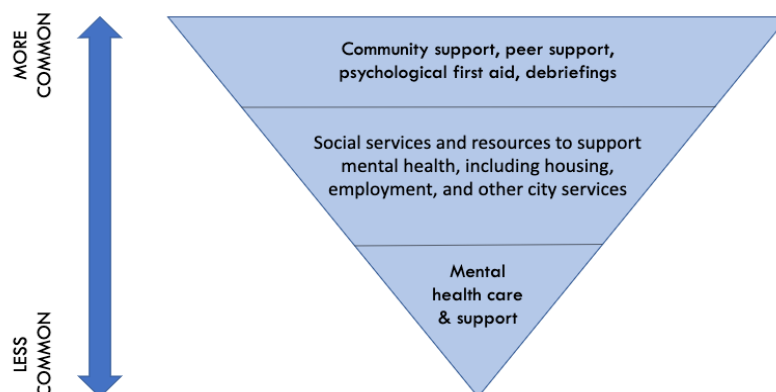 MORE
COMMON
Community support, peer support,
psychological first aid, debriefings
Social services and resources to support
mental health, including housing,
employment, and other city services
Mental
health care
& support
LESS
COMMON